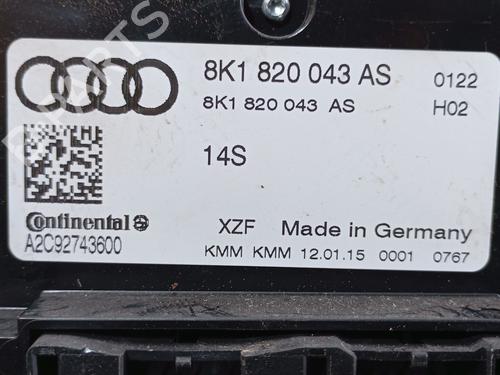 8K1 820 043 AS 0122
8K1 820 043 AS H02
14S
Continental
A2C92743600
XZF Made in Germany
KMM KMM 12.01.15 0001 0767